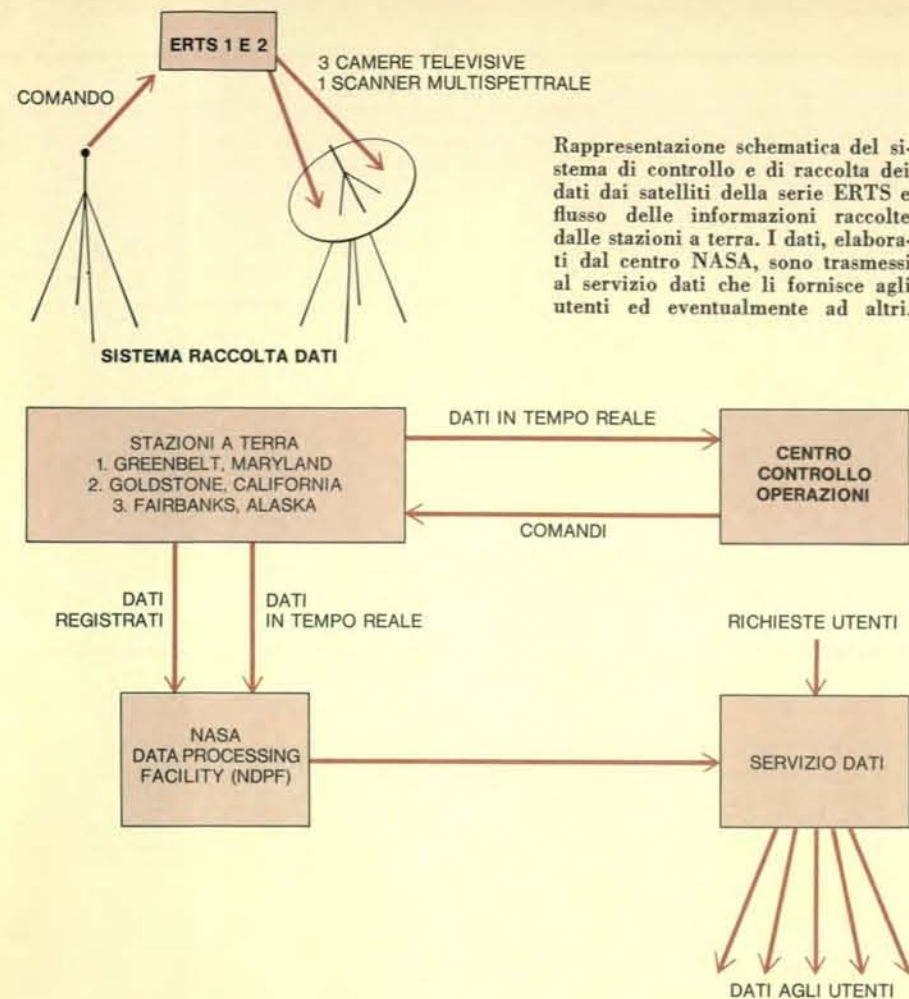 ERTS 1 E 2
3 CAMERE TELEVISIVE
1 SCANNER MULTISPETTRALE
COMANDO
SISTEMA RACCOLTA DATI
Rappresentazione schematica del si-
stema di controllo e di raccolta dei
dati dai satelliti della serie ERTS e
flusso delle informazioni raccolte
dalle stazioni a terra. I dati, elabora-
ti dal centro NASA, sono trasmessi
al servizio dati che li fornisce agli
utenti ed eventualmente ad altri.
STAZIONI A TERRA
1. GREENBELT, MARYLAND
2. GOLDSTONE, CALIFORNIA
3. FAIRBANKS, ALASKA
DATI IN TEMPO REALE
COMANDI
CENTRO
CONTROLLO
OPERAZIONI
DATI
REGISTRATI
DATI
IN TEMPO REALE
RICHIESTE UTENTI
NASA
DATA PROCESSING
FACILITY (NDPF)
SERVIZIO DATI
DATI AGLI UTENTI